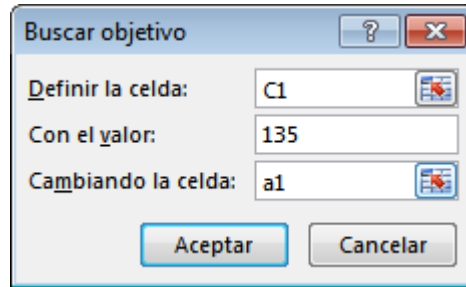 Buscar objetivo
Definir la celda: C1
Con el valor: 135
Cambiando la celda: a1
Aceptar Cancelar